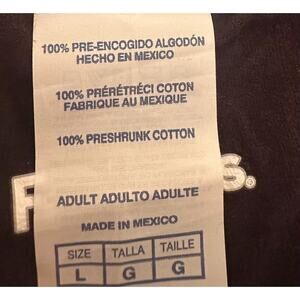 100% PRE-ENCOGIDO ALGODÓN
HECHO EN MEXICO
100% PRÉRÉTRÉCI COTON
FABRIQUE AU MEXIQUE
100% PRESHRUNK COTTON
ADULT ADULTO ADULTE
MADE IN MEXICO
SIZE TALLA TAILLE
L G G